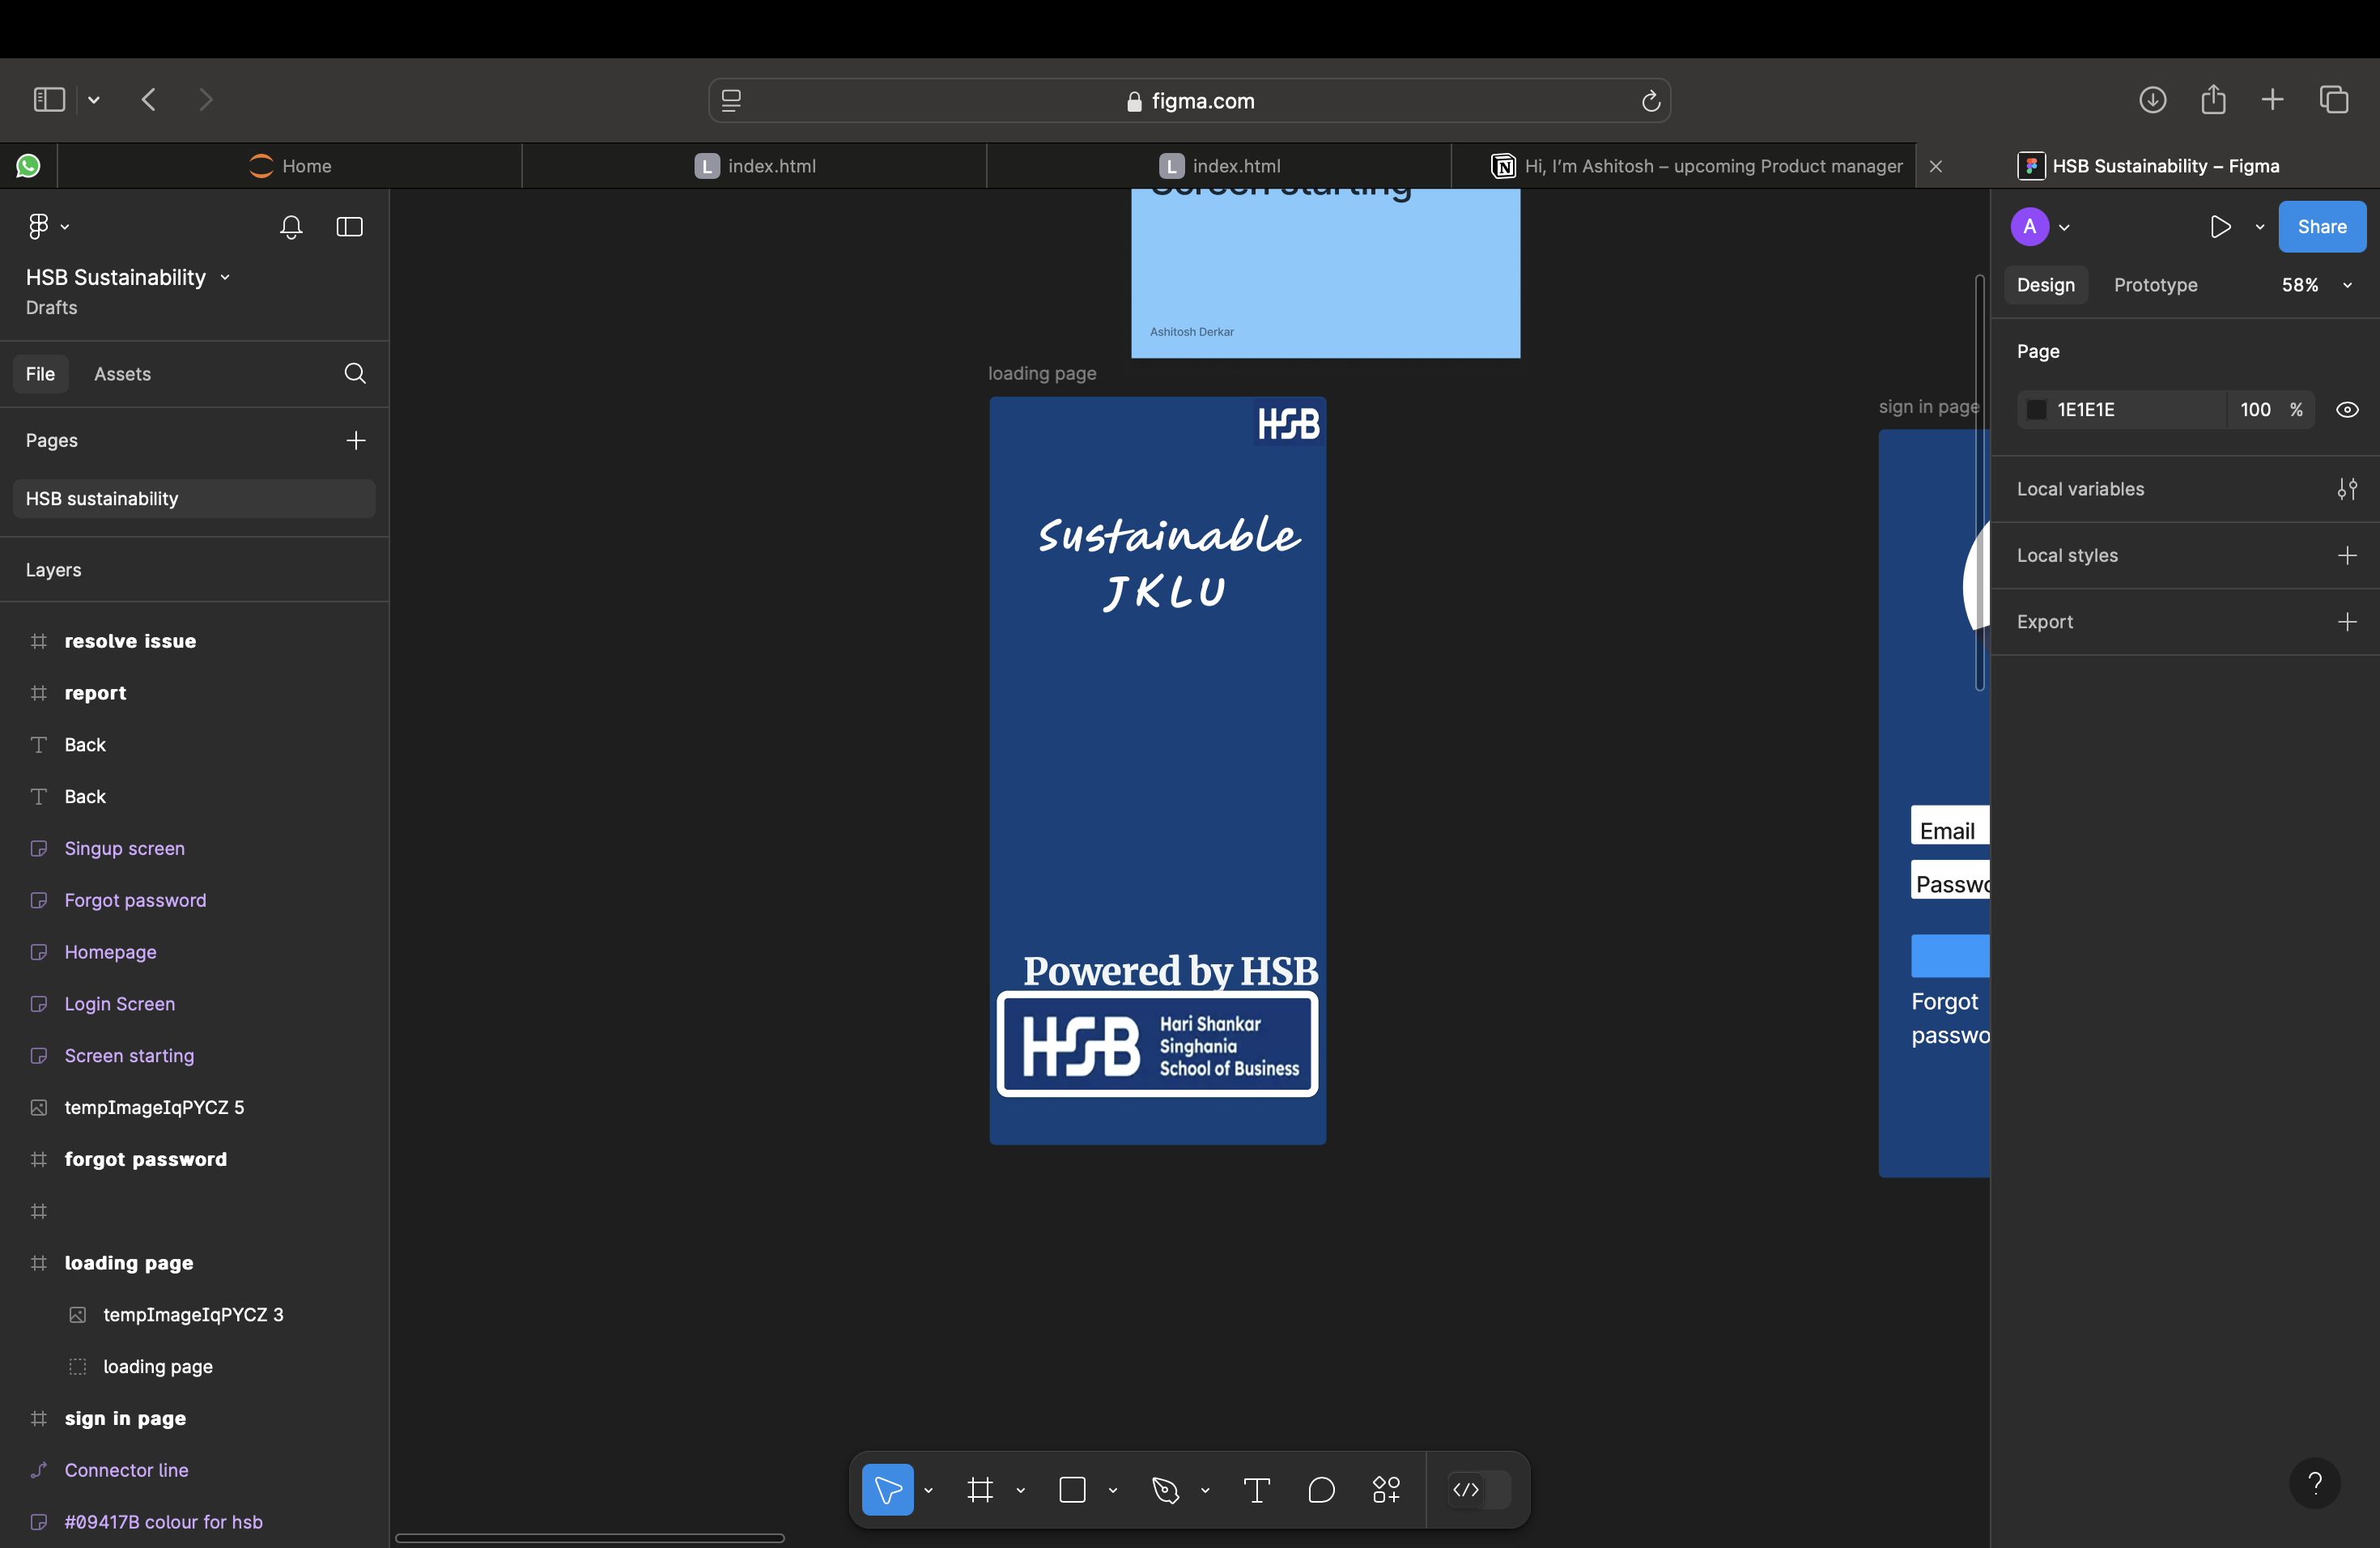 figma.com
Home
L index.html
L index.html
Hi, I'm Ashitosh – upcoming Product manager
HSB Sustainability – Figma
HSB Sustainability
Drafts
File Assets
Pages
HSB sustainability
Layers
resolve issue
report
Back
Back
Singup screen
Forgot password
Homepage
Login Screen
Screen starting
tempImageIqPYCZ 5
forgot password
loading page
tempImageIqPYCZ 3
loading page
sign in page
Connector line
#09417B colour for hsb
Screen starting
Ashitosh Derkar
loading page
HSB
Sustainable
JKLU
Powered by HSB
HSB
Hari Shankar
Singhania
School of Business
sign in page
Email
Passwo
Forgot
passwo
A
Share
Design Prototype 58%
Page
1E1E1E 100 %
Local variables
Local styles
Export
?